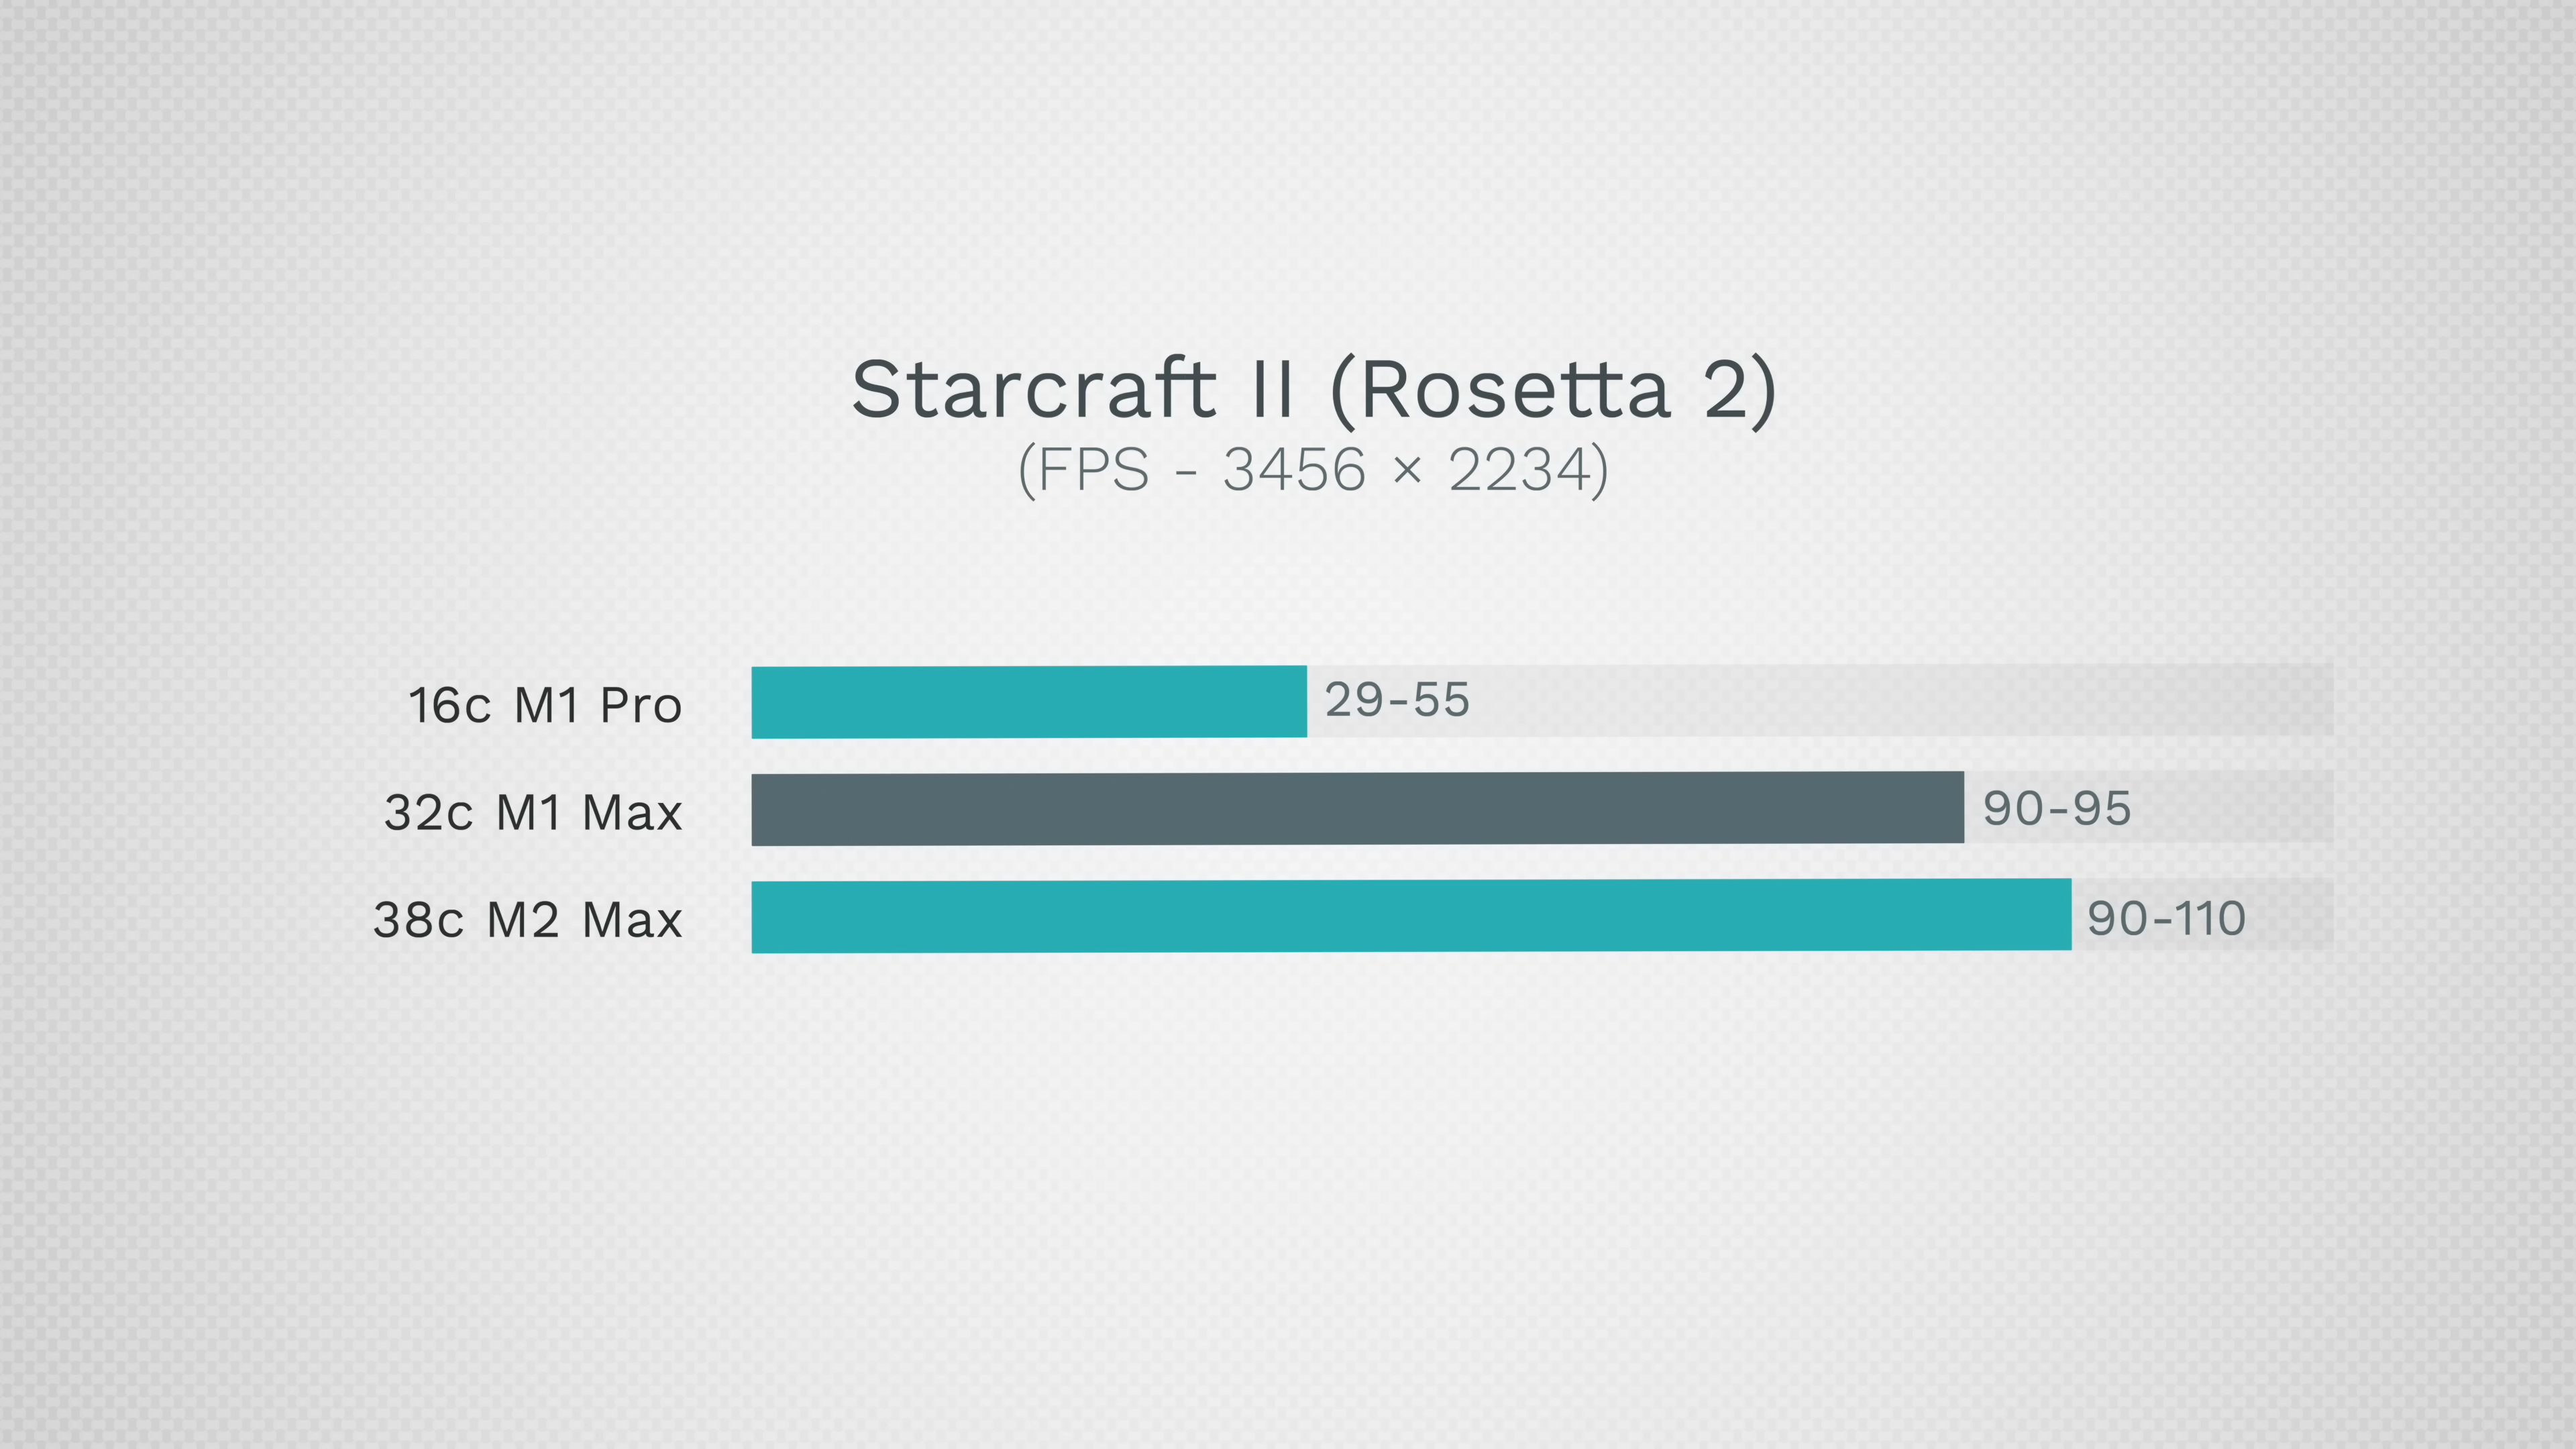 Starcraft II (Rosetta 2)
(FPS - 3456 × 2234)
16c M1 Pro 29-55
32c M1 Max 90-95
38c M2 Max 90-110